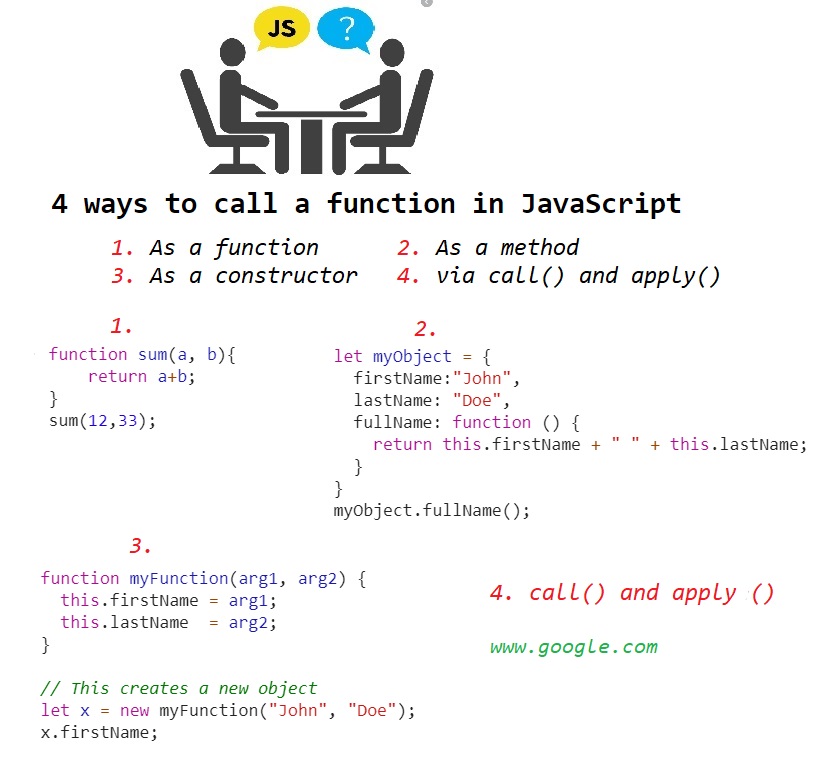 JS ?
4 ways to call a function in JavaScript
1. As a function 2. As a method
3. As a constructor 4. via call() and apply()
1.
function sum(a, b){
return a+b;
}
sum(12,33);
2.
let myObject = {
firstName:"John",
lastName: "Doe",
fullName: function () {
return this.firstName + " " + this.lastName;
}
}
myObject.fullName();
3.
function myFunction(arg1, arg2) {
this.firstName = arg1;
this.lastName = arg2;
}
// This creates a new object
let x = new myFunction("John", "Doe");
x.firstName;
4. call() and apply ()
www.google.com